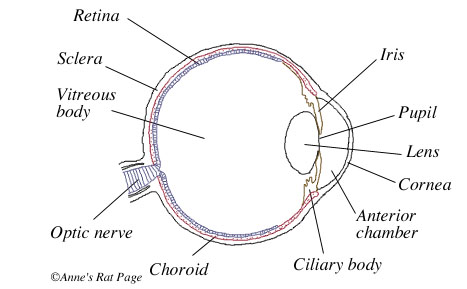 Retina
Sclera
Vitreous
body
Iris
Pupil
Lens
Cornea
Anterior
chamber
Optic nerve
Choroid
Ciliary body
©Anne's Rat Page